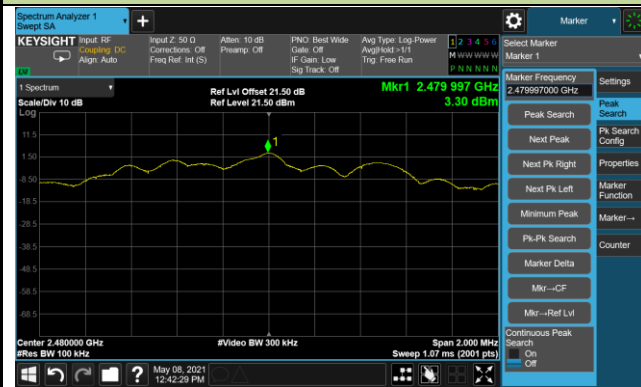 Spectrum Analyzer 1
Swept SA
+
Marker
KEYSIGHT
Input: RF
Coupling: DC
Align: Auto
Input Z: 50 Ω
Corrections: Off
Freq Ref: Int (S)
Atten: 10 dB
Preamp: Off
PNO: Best Wide
Gate: Off
IF Gain: Low
Sig Track: Off
Avg Type: Log-Power
Avg|Hold:>1/1
Trig: Free Run
1 2 3 4 5 6
M W W W W W
P N N N N N
Select Marker
Marker 1
LVI
1 Spectrum
Scale/Div 10 dB
Log
Ref Lvl Offset 21.50 dB
Ref Level 21.50 dBm
Mkr1 2.479 997 GHz
3.30 dBm
11.5
1.50
-8.50
-18.5
-28.5
-38.5
-48.5
-58.5
-68.5
1
Center 2.480000 GHz
#Res BW 100 kHz
#Video BW 300 kHz
Span 2.000 MHz
Sweep 1.07 ms (2001 pts)
Marker Frequency
2.479997000 GHz
Peak Search
Next Peak
Next Pk Right
Next Pk Left
Minimum Peak
Pk-Pk Search
Marker Delta
Mkr→CF
Mkr→Ref Lvl
Continuous Peak
Search
On
Off
Settings
Peak
Search
Pk Search
Config
Properties
Marker
Function
Marker→
Counter
?
May 08, 2021
12:42:29 PM